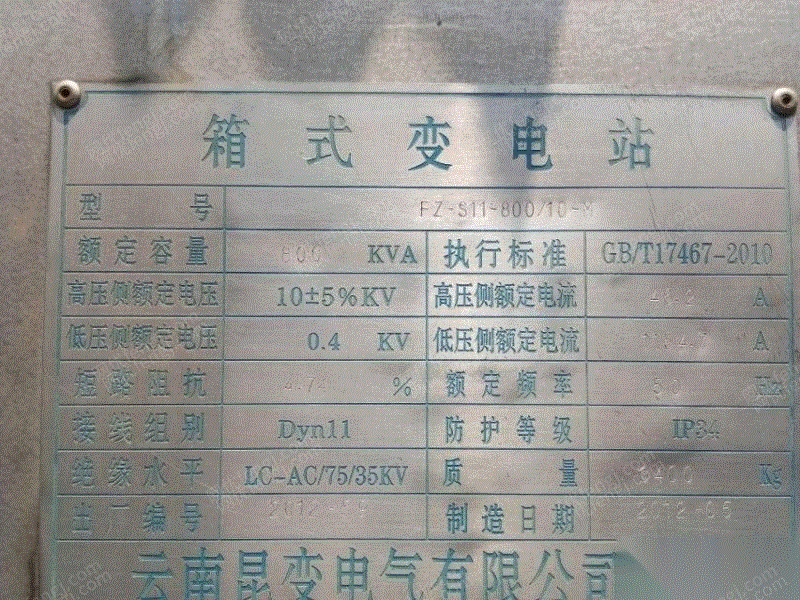 箱式变电站
型号 FZ-S11-800/10-
额定容量 800 KVA 执行标准 GB/T17467-2010
高压侧额定电压 10±5%KV 高压侧额定电流 A
低压侧额定电压 0.4 KV 低压侧额定电流 A
短路阻抗 % 额定频率 50 Hz
接线组别 Dyn11 防护等级 IP34
绝缘水平 LC-AC/75/35KV 质量 Kg
出厂编号 制造日期 2012-05
云南昆变电气有限公司